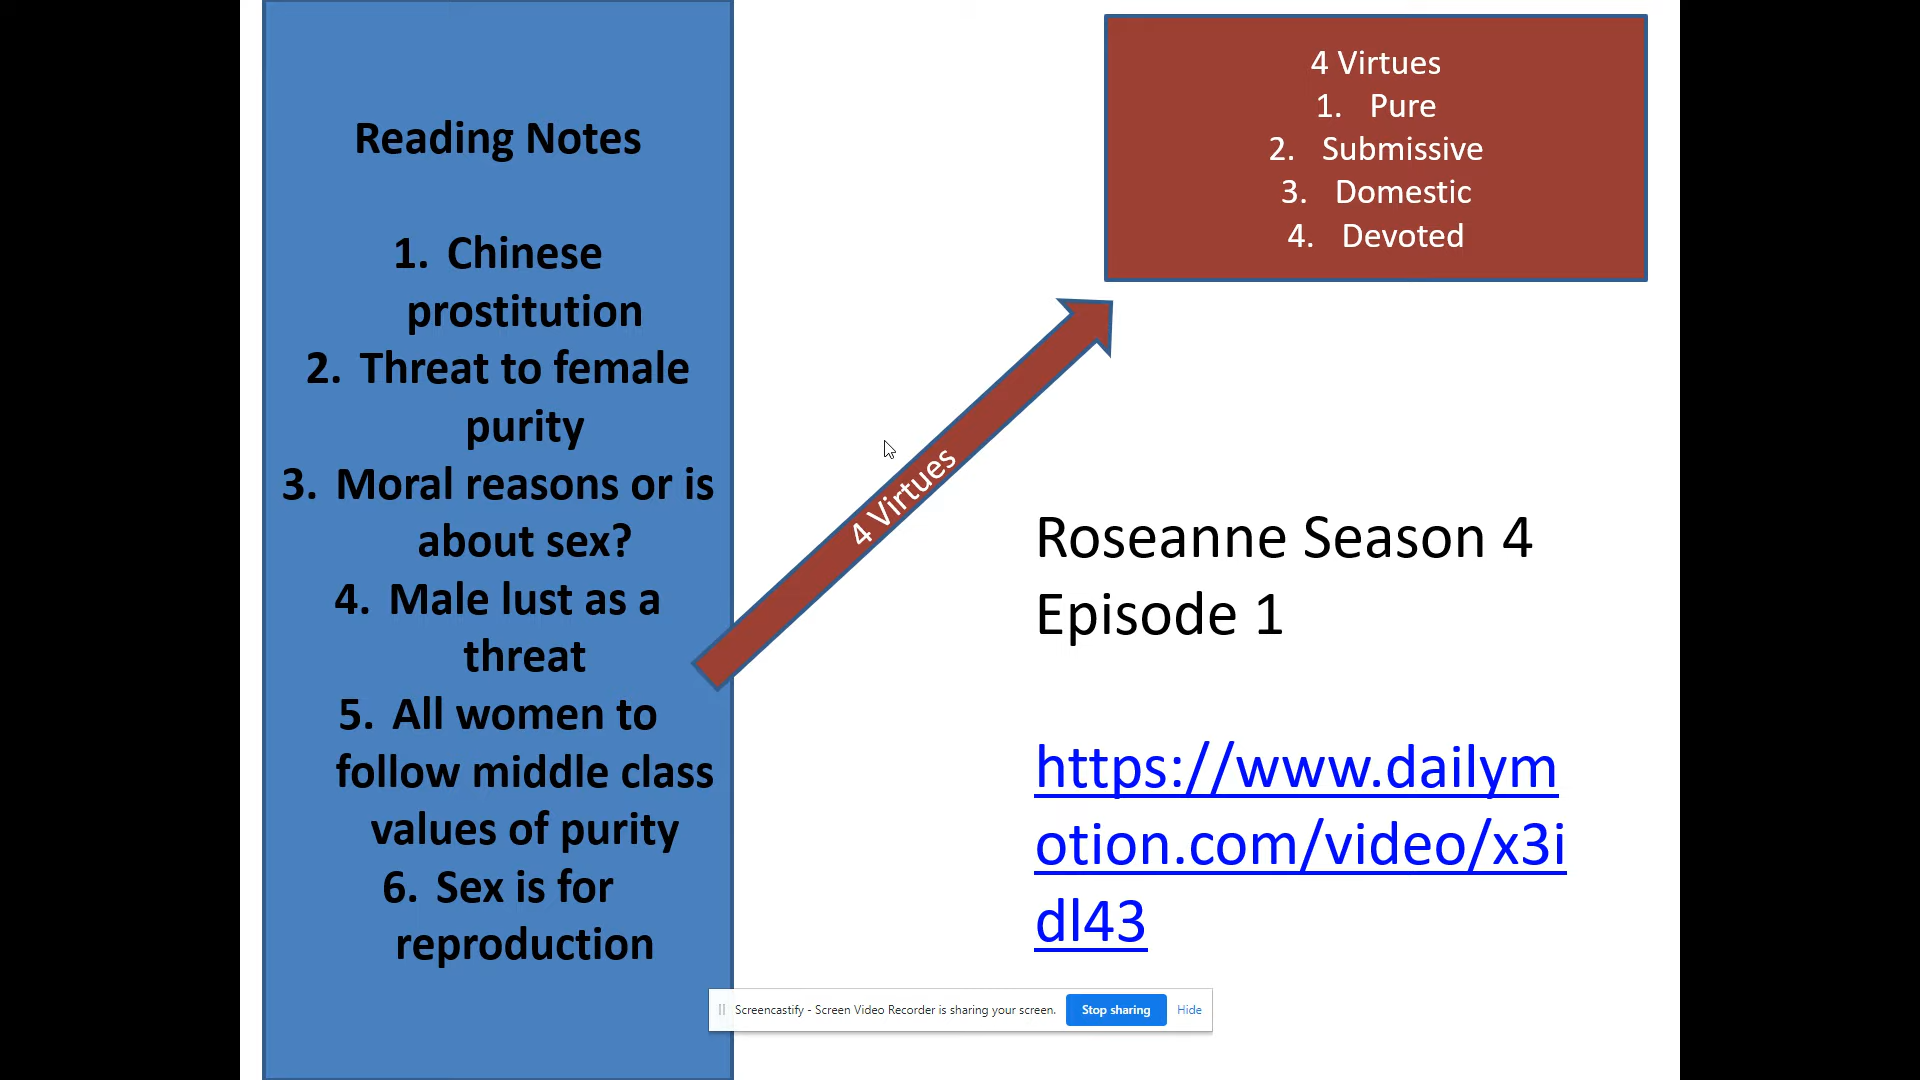 Reading Notes
1. Chinese
prostitution
2. Threat to female
purity
3. Moral reasons or is
about sex?
4. Male lust as a
threat
5. All women to
follow middle class
values of purity
6. Sex is for
reproduction
4 Virtues
4 Virtues
1. Pure
2. Submissive
3. Domestic
4. Devoted
Roseanne Season 4
Episode 1
https://www.dailym
otion.com/video/x3i
dl43
Screencastify - Screen Video Recorder is sharing your screen.
Stop sharing
Hide